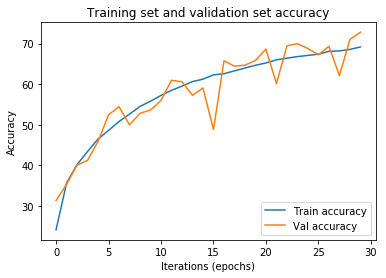 Training set and validation set accuracy
Accuracy
70
60
50
40
30
0
5
10
15
20
25
30
Iterations (epochs)
Train accuracy
Val accuracy